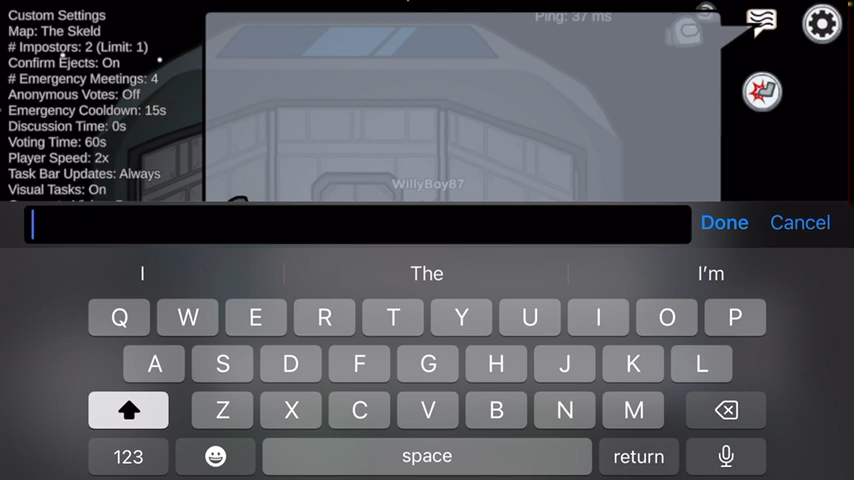 Custom Settings
Map: The Skeld
# Impostors: 2 (Limit: 1)
Confirm Ejects: On
# Emergency Meetings: 4
Anonymous Votes: Off
Emergency Cooldown: 15s
Discussion Time: 0s
Voting Time: 60s
Player Speed: 2x
Task Bar Updates: Always
Visual Tasks: On
Ping: 37 ms
WillyBoy87
Done Cancel
I The I'm
Q W E R T Y U I O P
A S D F G H J K L
Z X C V B N M
123 space return